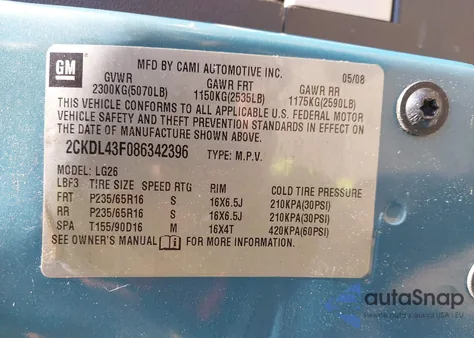 GM
MFD BY CAMI AUTOMOTIVE INC.
05/08
GVWR GAWR FRT GAWR RR
2300KG(5070LB) 1150KG(2535LB) 1175KG(2590LB)
THIS VEHICLE CONFORMS TO ALL APPLICABLE U.S. FEDERAL MOTOR
VEHICLE SAFETY AND THEFT PREVENTION STANDARDS IN EFFECT ON
THE DATE OF MANUFACTURE SHOWN ABOVE.
2CKDL43F086342396 TYPE: M.P.V.
MODEL: LG26
LBF3 TIRE SIZE SPEED RTG RIM COLD TIRE PRESSURE
FRT P235/65R16 S 16X6.5J 210KPA(30PSI)
RR P235/65R16 S 16X6.5J 210KPA(30PSI)
SPA T155/90D16 M 16X4T 420KPA(60PSI)
SEE OWNER'S MANUAL FOR MORE INFORMATION.
autoSnap